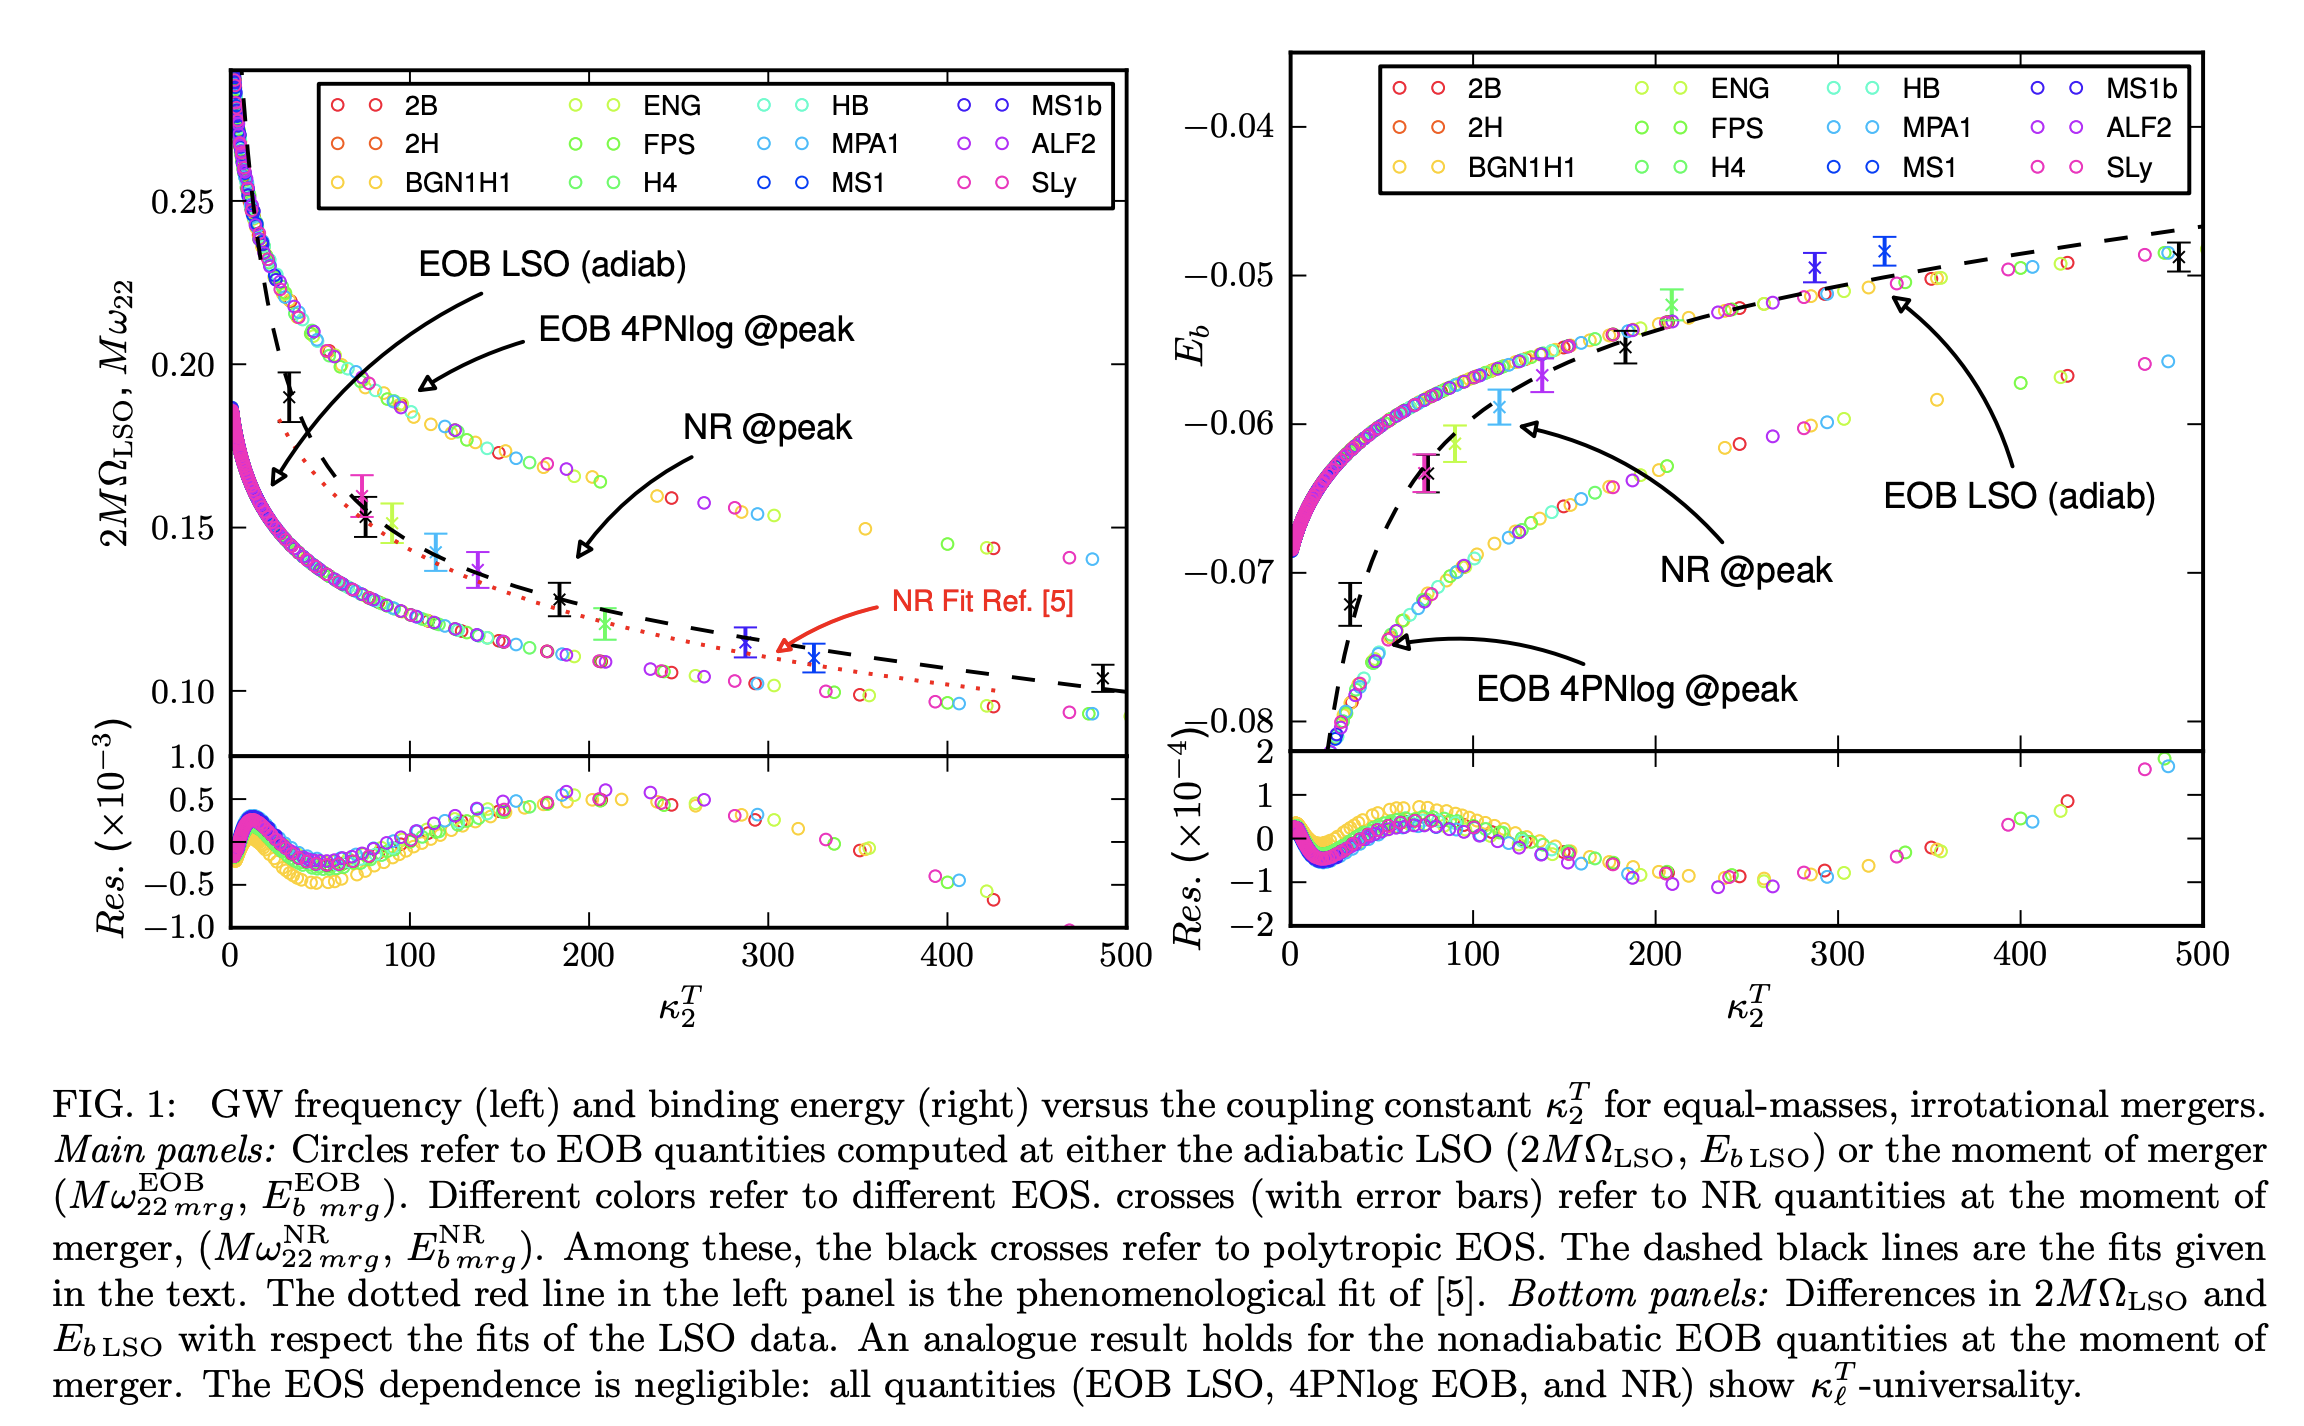 2B
2H
BGN1H1
ENG
FPS
H4
HB
MPA1
MS1
MS1b
ALF2
SLy
EOB LSO (adiab)
EOB 4PNlog @peak
NR @peak
NR Fit Ref. [5]
2MΩ_LSO, Mω_22
0.25
0.20
0.15
0.10
Res. (×10^−3)
1.0
0.5
0.0
−0.5
−1.0
0 100 200 300 400 500
κ_2^T
2B
2H
BGN1H1
ENG
FPS
H4
HB
MPA1
MS1
MS1b
ALF2
SLy
EOB LSO (adiab)
NR @peak
EOB 4PNlog @peak
E_b
−0.04
−0.05
−0.06
−0.07
−0.08
Res. (×10^−4)
2
1
0
−1
−2
0 100 200 300 400 500
κ_2^T
FIG. 1: GW frequency (left) and binding energy (right) versus the coupling constant κ_2^T for equal-masses, irrotational mergers.
Main panels: Circles refer to EOB quantities computed at either the adiabatic LSO (2MΩ_LSO, E_b LSO) or the moment of merger
(Mω_22 mrg^EOB, E_b mrg^EOB). Different colors refer to different EOS. crosses (with error bars) refer to NR quantities at the moment of
merger, (Mω_22 mrg^NR, E_b mrg^NR). Among these, the black crosses refer to polytropic EOS. The dashed black lines are the fits given
in the text. The dotted red line in the left panel is the phenomenological fit of [5]. Bottom panels: Differences in 2MΩ_LSO and
E_b LSO with respect the fits of the LSO data. An analogue result holds for the nonadiabatic EOB quantities at the moment of
merger. The EOS dependence is negligible: all quantities (EOB LSO, 4PNlog EOB, and NR) show κ_ℓ^T-universality.